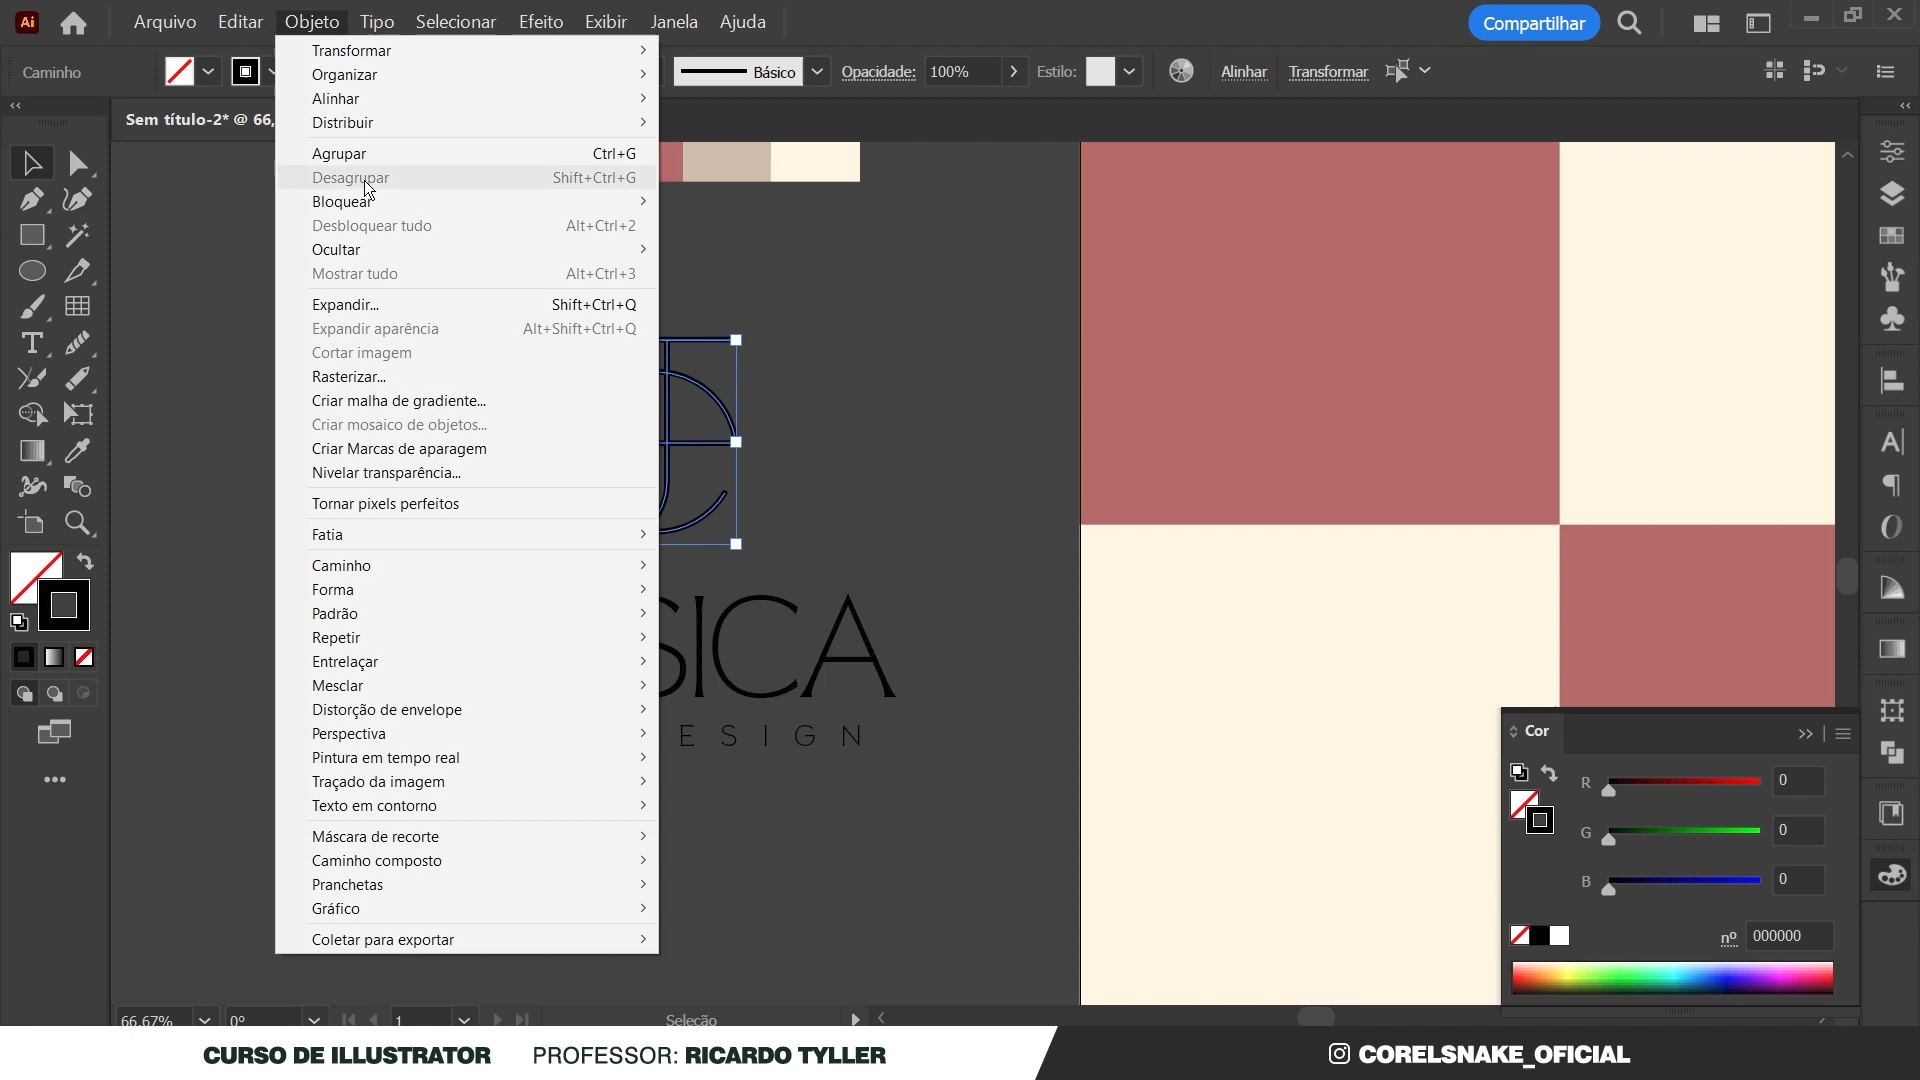 Ai Arquivo Editar Objeto Tipo Selecionar Efeito Exibir Janela Ajuda Compartilhar
Caminho Básico Opacidade: 100% Estilo: Alinhar Transformar
Sem título-2* @ 66,
Transformar
Organizar
Alinhar
Distribuir
Agrupar Ctrl+G
Desagrupar Shift+Ctrl+G
Bloquear
Desbloquear tudo Alt+Ctrl+2
Ocultar
Mostrar tudo Alt+Ctrl+3
Expandir... Shift+Ctrl+Q
Expandir aparência Alt+Shift+Ctrl+Q
Cortar imagem
Rasterizar...
Criar malha de gradiente...
Criar mosaico de objetos...
Criar Marcas de aparagem
Nivelar transparência...
Tornar pixels perfeitos
Fatia
Caminho
Forma
Padrão
Repetir
Entrelaçar
Mesclar
Distorção de envelope
Perspectiva
Pintura em tempo real
Traçado da imagem
Texto em contorno
Máscara de recorte
Caminho composto
Pranchetas
Gráfico
Coletar para exportar
SICA
ESIGN
Cor
R 0
G 0
B 0
nº 000000
66,67% 0° 1 Seleção
CURSO DE ILLUSTRATOR PROFESSOR: RICARDO TYLLER CORELSNAKE_OFICIAL